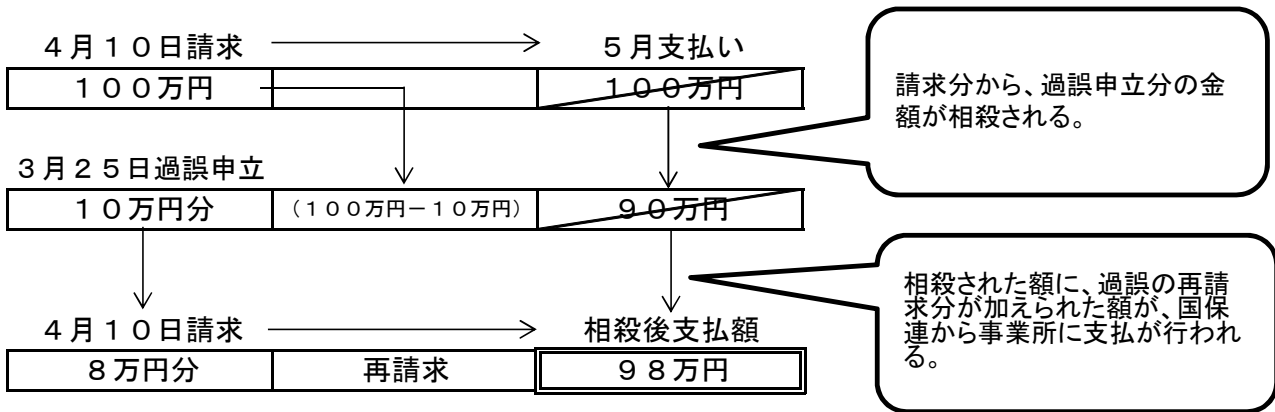 ４月１０日請求
５月支払い
１００万円
１００万円
請求分から、過誤申立分の金
額が相殺される。
３月２５日過誤申立
１０万円分
（１００万円－１０万円）
９０万円
相殺された額に、過誤の再請
求分が加えられた額が、国保
連から事業所に支払が行われ
る。
４月１０日請求
相殺後支払額
８万円分
再請求
９８万円